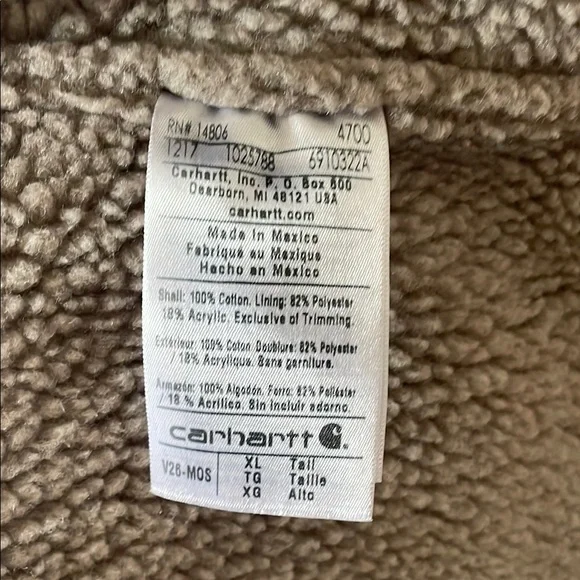 RN# 14806 4700
1217 1025788 6910322A
Carhartt, Inc. P. O. Box 600
Dearborn, MI 48121 USA
carhartt.com
Made In Mexico
Fabriqué au Mexique
Hecho en México
Shell: 100% Cotton. Lining: 82% Polyester
18% Acrylic. Exclusive of Trimming.
Extérieur: 100% Coton. Doublure: 82% Polyester
/ 18% Acrylique. Sans garniture.
Armazón: 100% Algodón. Forro: 82% Poliéster
/ 18 % Acrílico. Sin incluir adorno.
carhartt
V26-MOS XL Tall
TG Taille
XG Alto